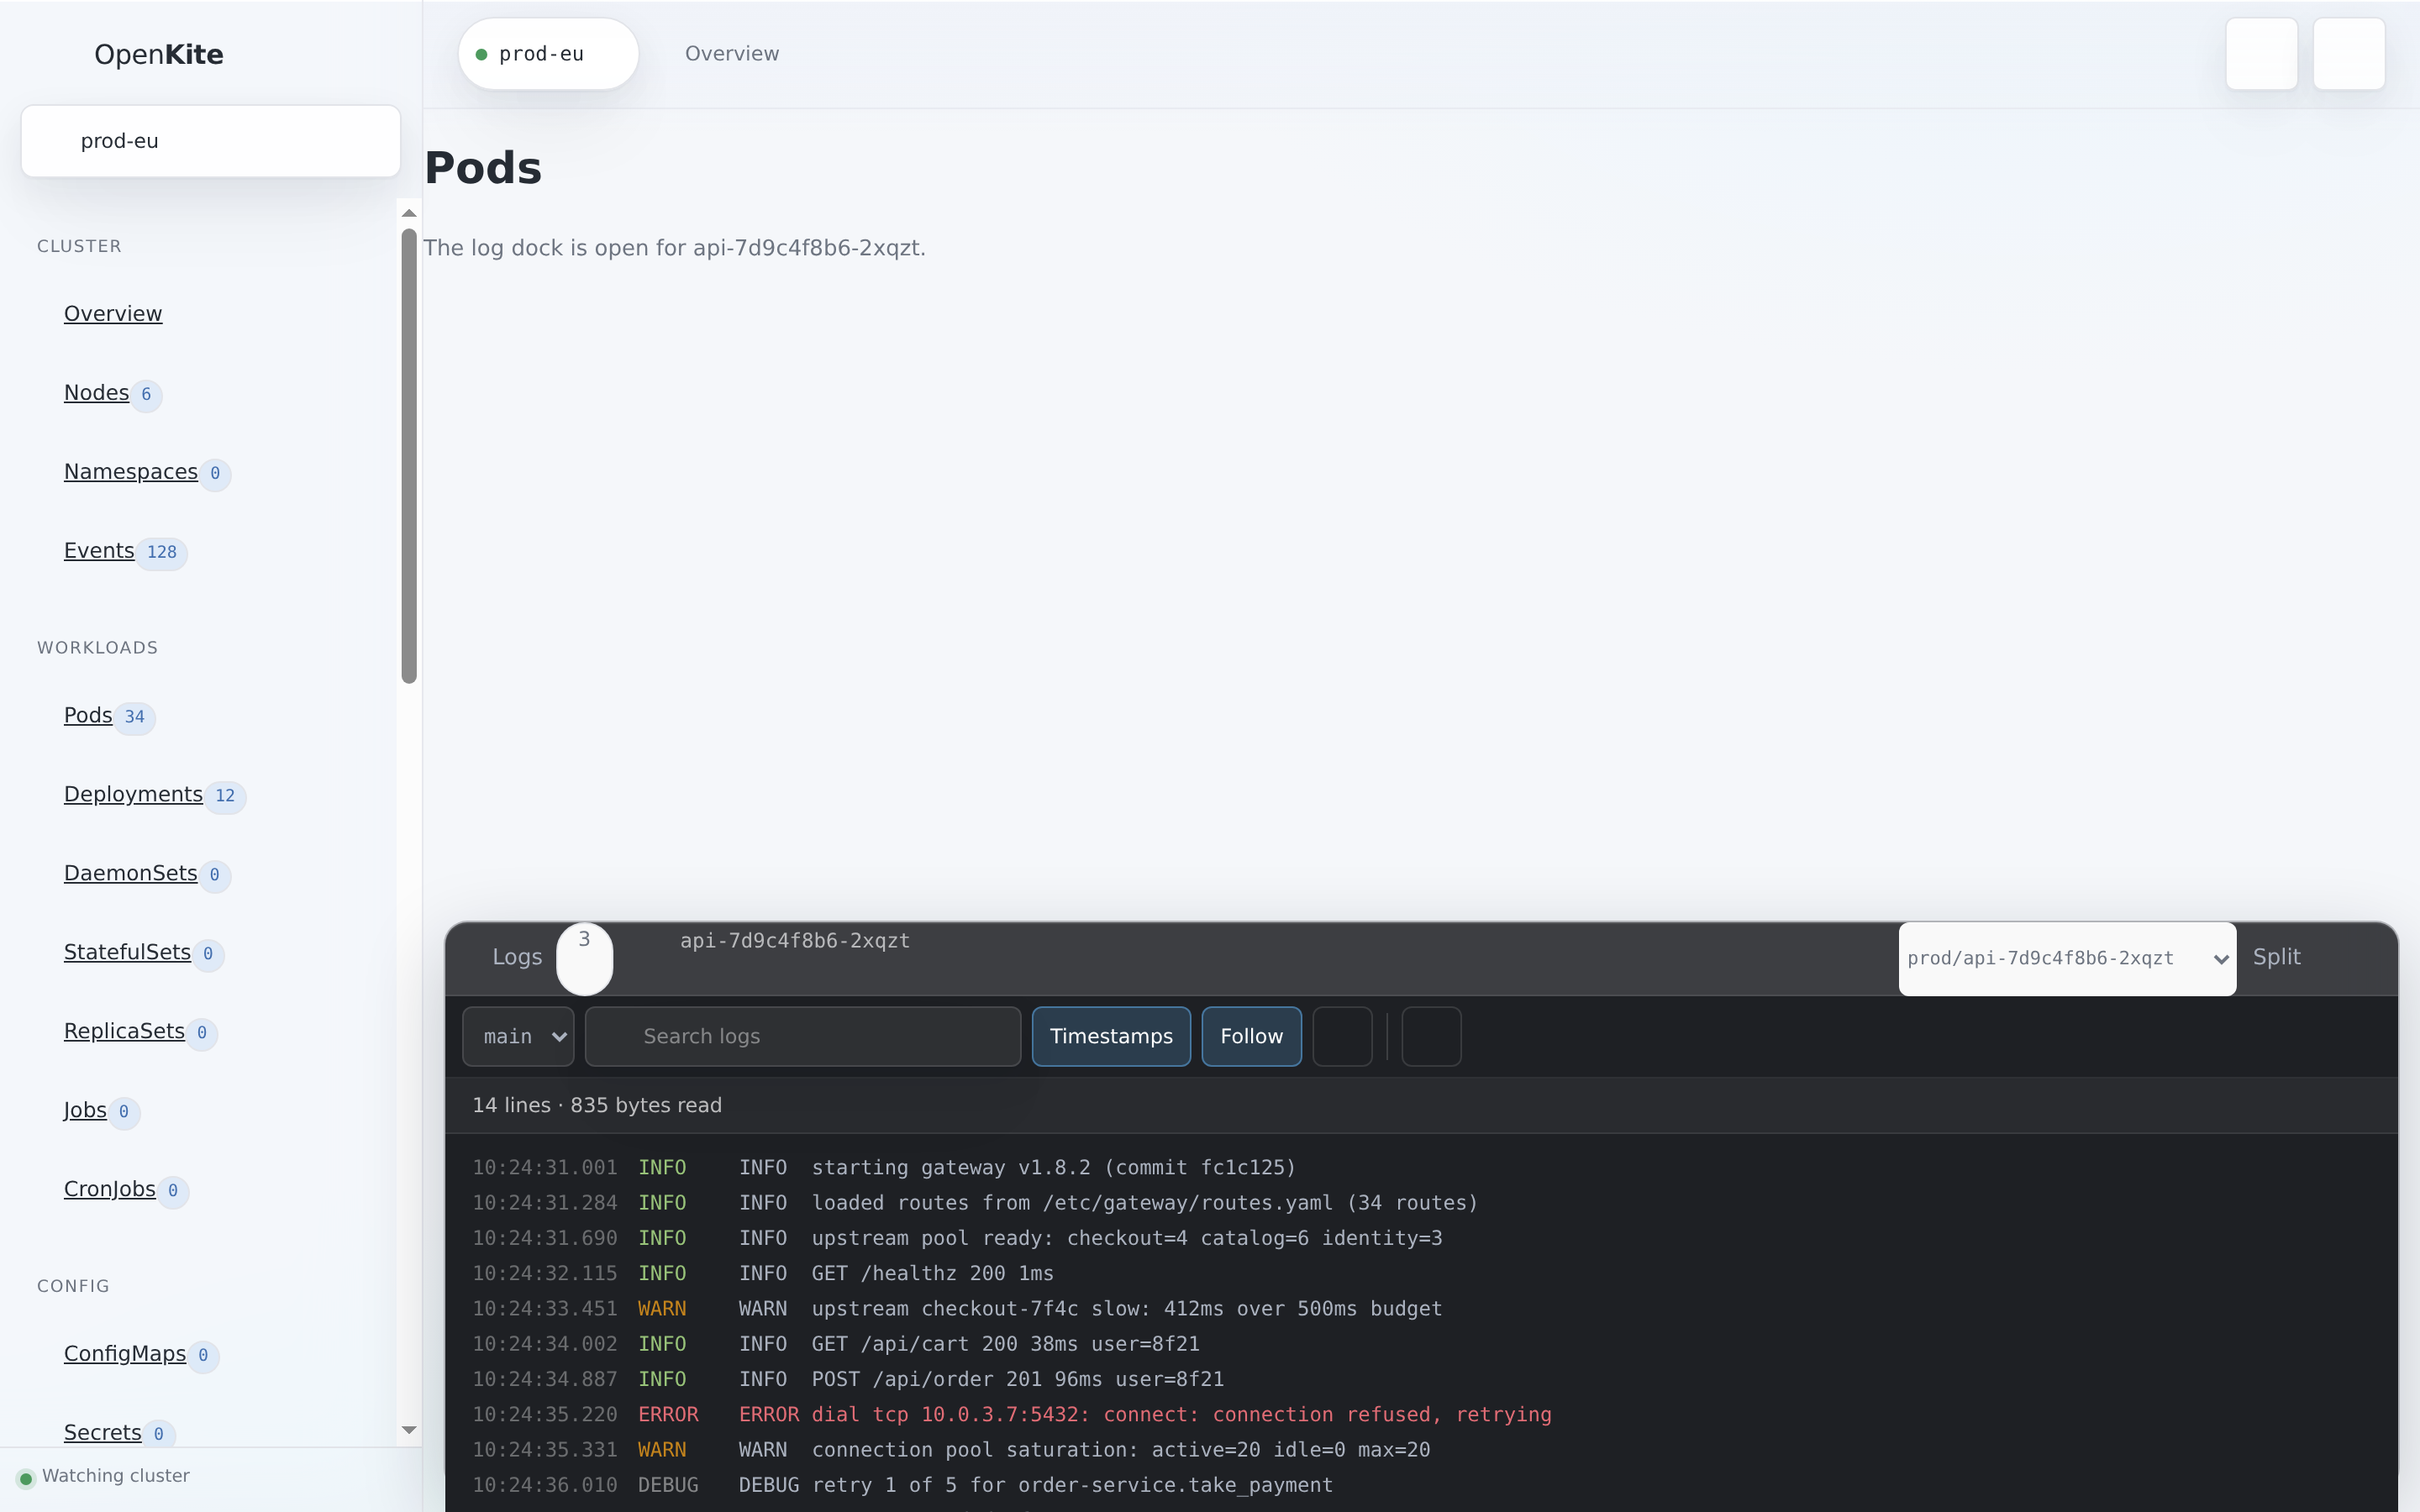 OpenKite
prod-eu
CLUSTER
Overview
Nodes 6
Namespaces 0
Events 128
WORKLOADS
Pods 34
Deployments 12
DaemonSets 0
StatefulSets 0
ReplicaSets 0
Jobs 0
CronJobs 0
CONFIG
ConfigMaps 0
Secrets 0
Watching cluster
prod-eu Overview
Pods
The log dock is open for api-7d9c4f8b6-2xqzt.
Logs 3 api-7d9c4f8b6-2xqzt prod/api-7d9c4f8b6-2xqzt Split
main Search logs Timestamps Follow
14 lines · 835 bytes read
10:24:31.001 INFO INFO starting gateway v1.8.2 (commit fc1c125)
10:24:31.284 INFO INFO loaded routes from /etc/gateway/routes.yaml (34 routes)
10:24:31.690 INFO INFO upstream pool ready: checkout=4 catalog=6 identity=3
10:24:32.115 INFO INFO GET /healthz 200 1ms
10:24:33.451 WARN WARN upstream checkout-7f4c slow: 412ms over 500ms budget
10:24:34.002 INFO INFO GET /api/cart 200 38ms user=8f21
10:24:34.887 INFO INFO POST /api/order 201 96ms user=8f21
10:24:35.220 ERROR ERROR dial tcp 10.0.3.7:5432: connect: connection refused, retrying
10:24:35.331 WARN WARN connection pool saturation: active=20 idle=0 max=20
10:24:36.010 DEBUG DEBUG retry 1 of 5 for order-service.take_payment